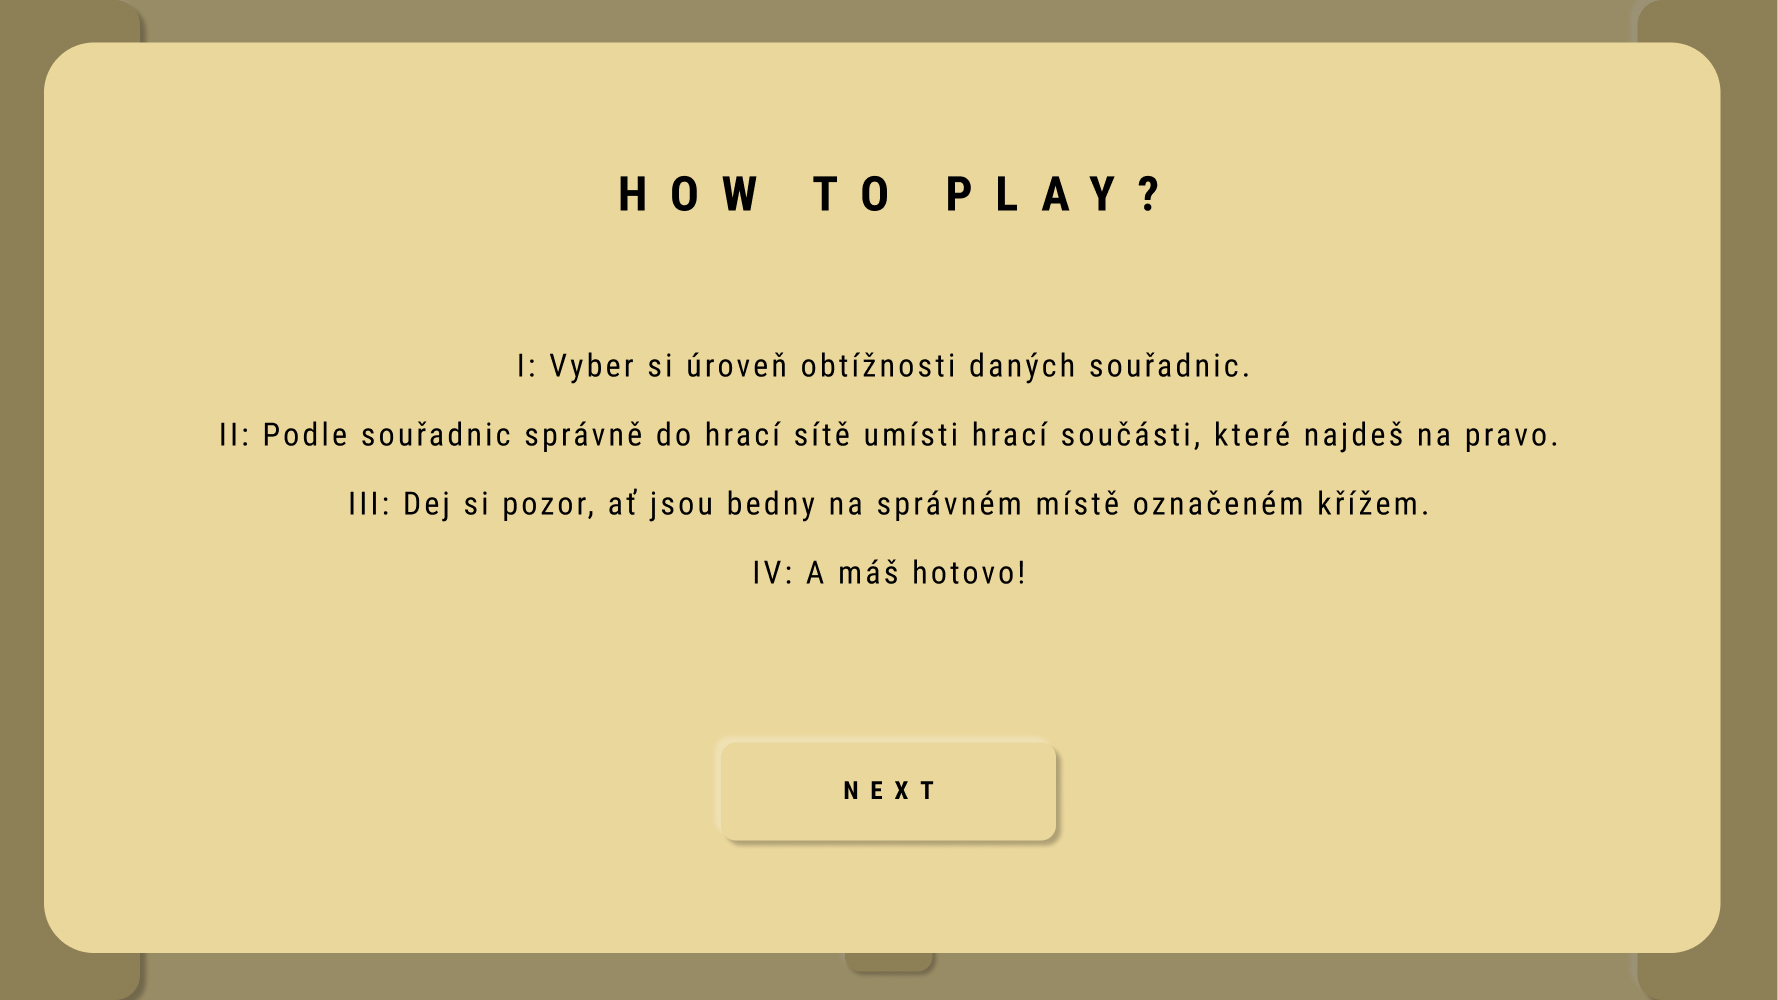 HOW TO PLAY?
I: Vyber si úroveň obtížnosti daných souřadnic.
II: Podle souřadnic správně do hrací sítě umísti hrací součásti, které najdeš na pravo.
III: Dej si pozor, ať jsou bedny na správném místě označeném křížem.
IV: A máš hotovo!
NEXT